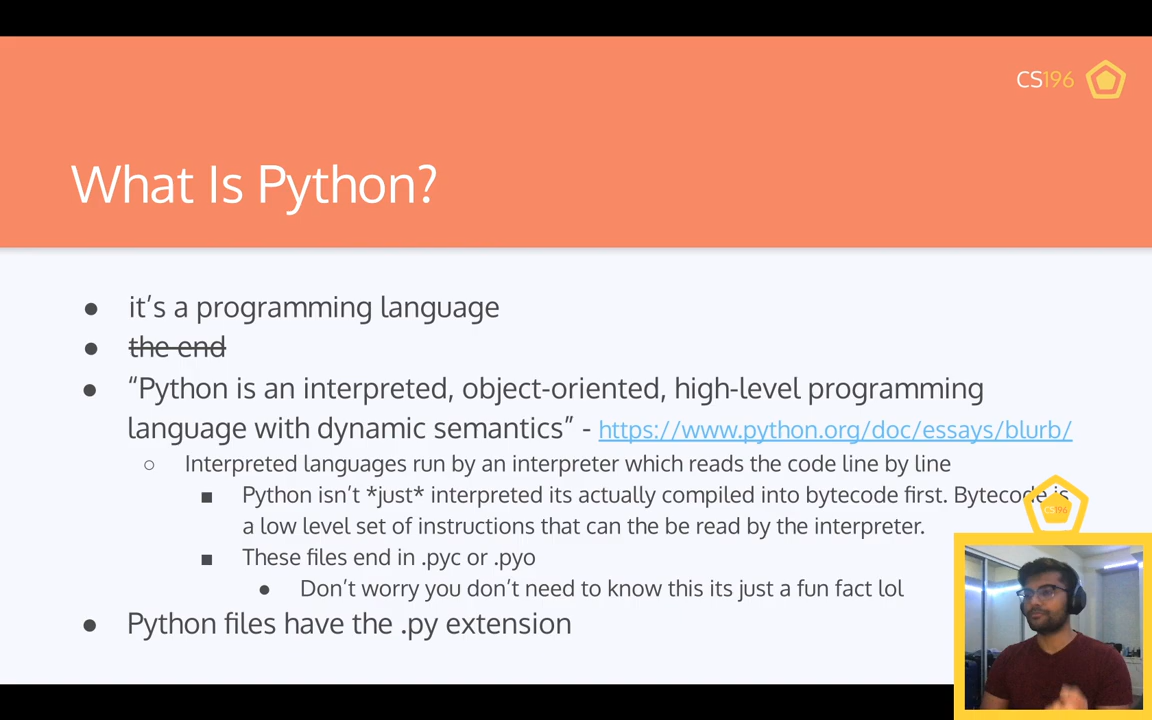 CS196
What Is Python?
● it's a programming language
● the end
● “Python is an interpreted, object-oriented, high-level programming
language with dynamic semantics” - https://www.python.org/doc/essays/blurb/
○ Interpreted languages run by an interpreter which reads the code line by line
■ Python isn't *just* interpreted its actually compiled into bytecode first. Bytecode is
a low level set of instructions that can the be read by the interpreter.
■ These files end in .pyc or .pyo
● Don't worry you don't need to know this its just a fun fact lol
● Python files have the .py extension
CS196